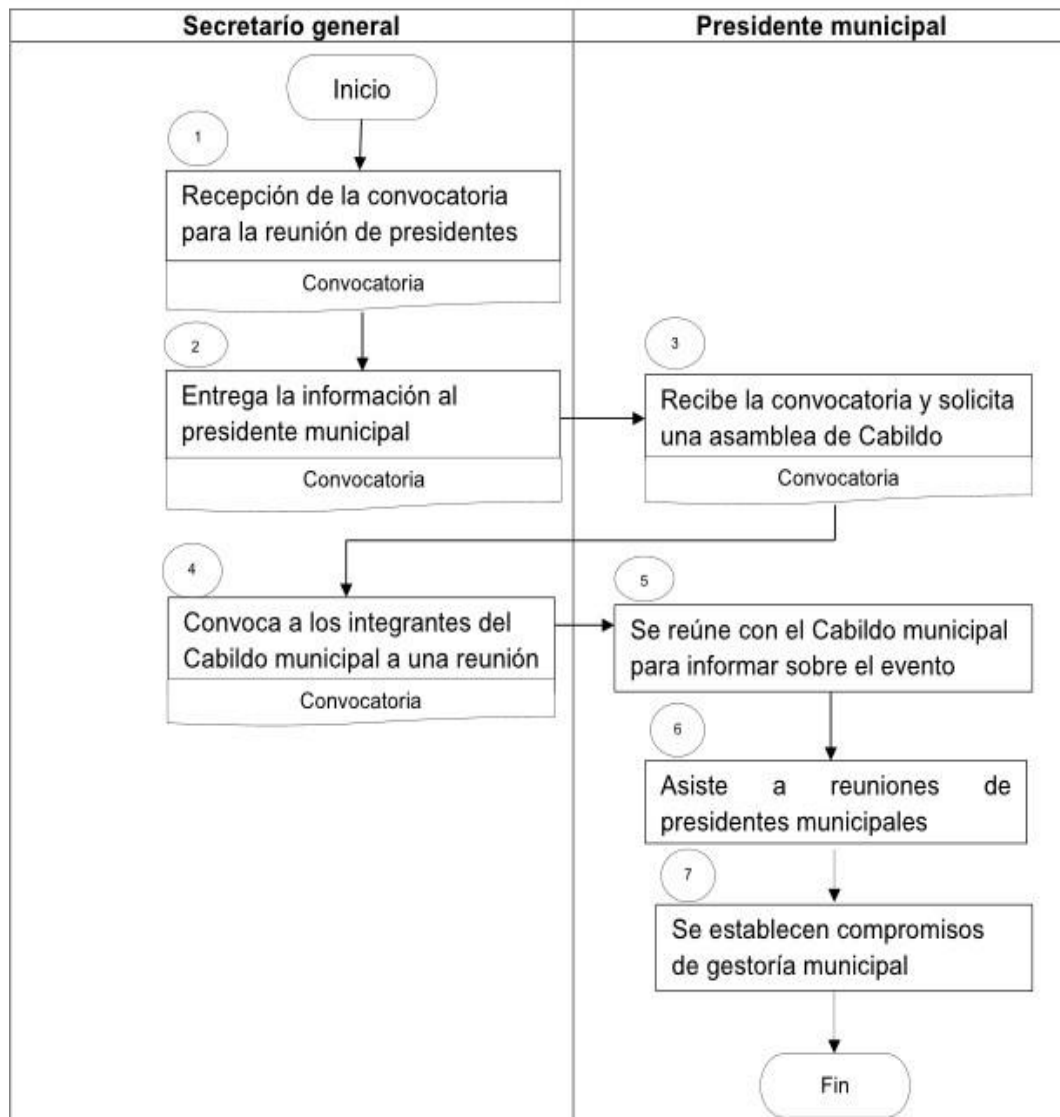 Secretarío general
Presidente municipal
Inicio
1
Recepción de la convocatoria
para la reunión de presidentes
Convocatoria
2
Entrega la información al
presidente municipal
Convocatoria
3
Recibe la convocatoria y solicita
una asamblea de Cabildo
Convocatoria
4
Convoca a los integrantes del
Cabildo municipal a una reunión
Convocatoria
5
Se reúne con el Cabildo municipal
para informar sobre el evento
6
Asiste a reuniones de
presidentes municipales
7
Se establecen compromisos
de gestoría municipal
Fin